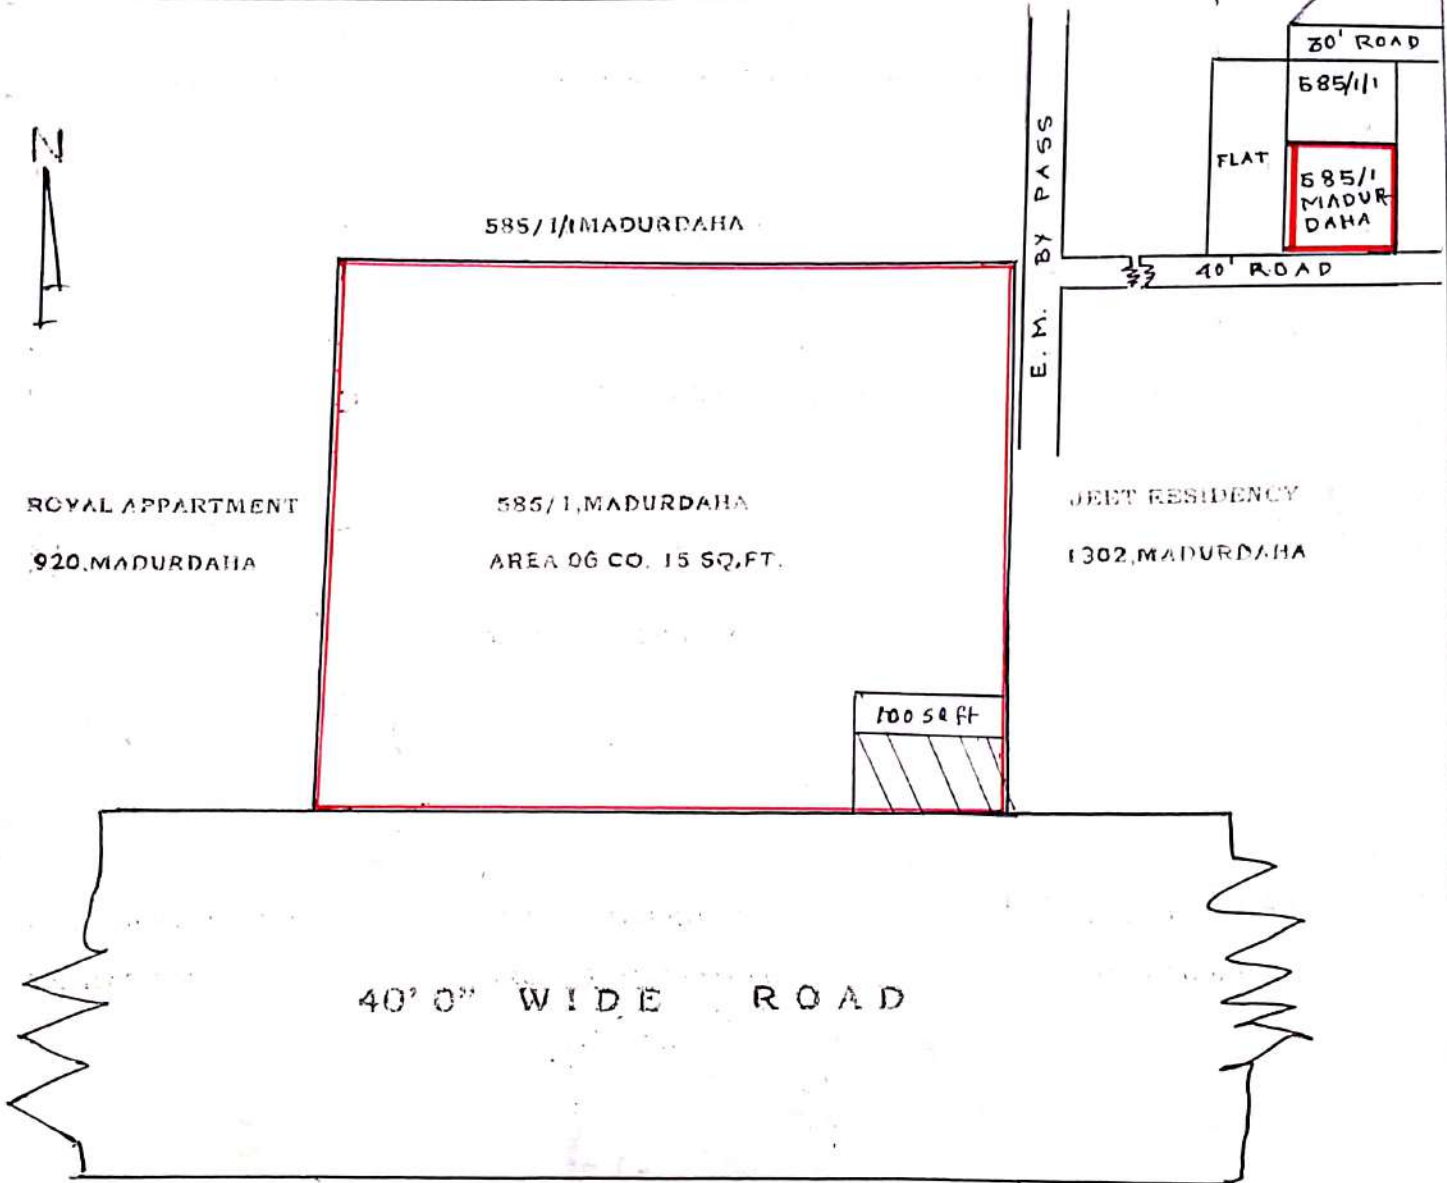 30' ROAD
585/1/1
FLAT
585/1
MADUR
DAHA
40' ROAD
E.M. BY PASS
N
585/1/1 MADURDAHA
ROYAL APPARTMENT
920, MADURDAHA
585/1, MADURDAHA
AREA 06 CO. 15 SQ.FT.
JEET RESIDENCY
1302, MADURDAHA
100 SQ ft
40' 0" WIDE ROAD